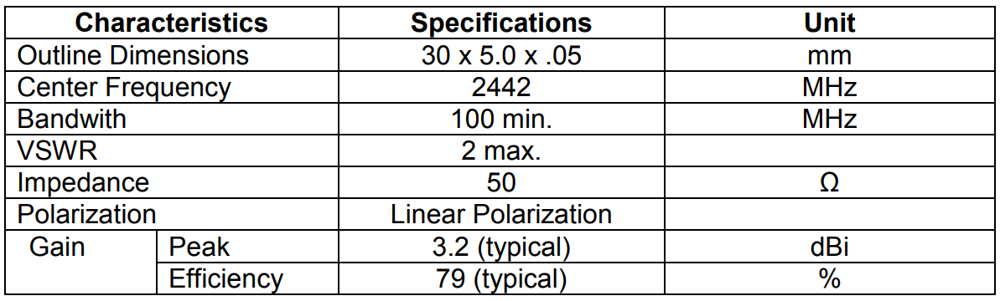 Characteristics Specifications Unit
Outline Dimensions 30 x 5.0 x .05 mm
Center Frequency 2442 MHz
Bandwith 100 min. MHz
VSWR 2 max.
Impedance 50 Ω
Polarization Linear Polarization
Gain Peak 3.2 (typical) dBi
Efficiency 79 (typical) %